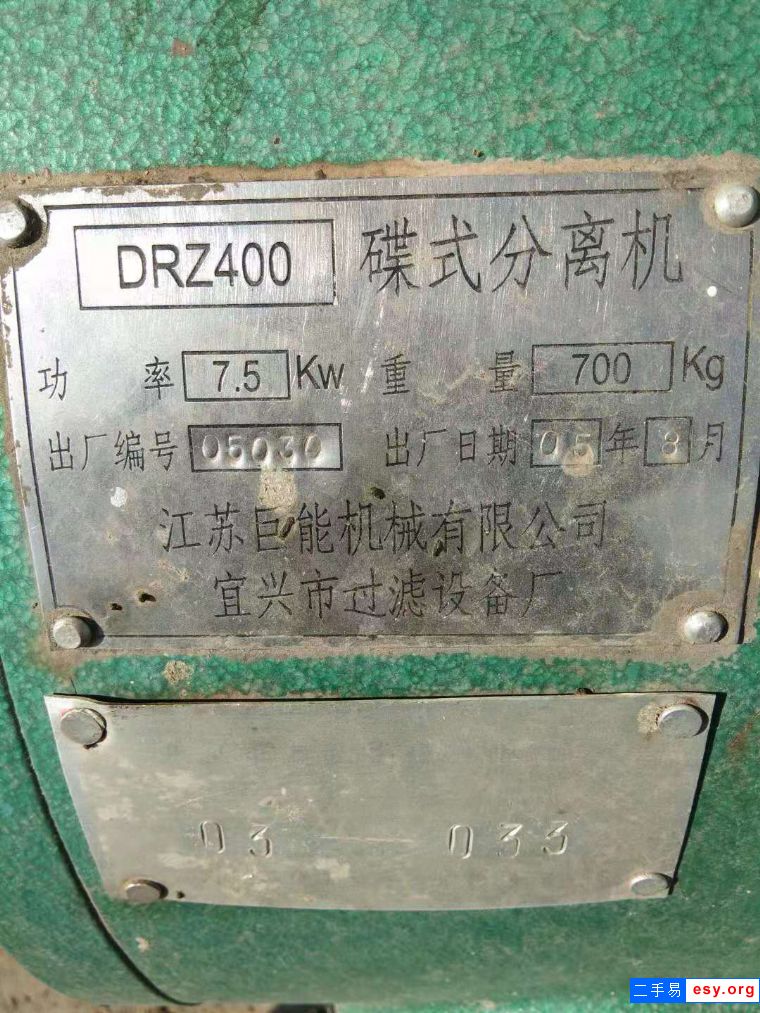 DRZ400 碟式分离机
功 率 7.5 Kw 重 量 700 Kg
出厂编号 05030 出厂日期 05 年 8 月
江苏巨能机械有限公司
宜兴市过滤设备厂
03 — 033
二手易 esy.org